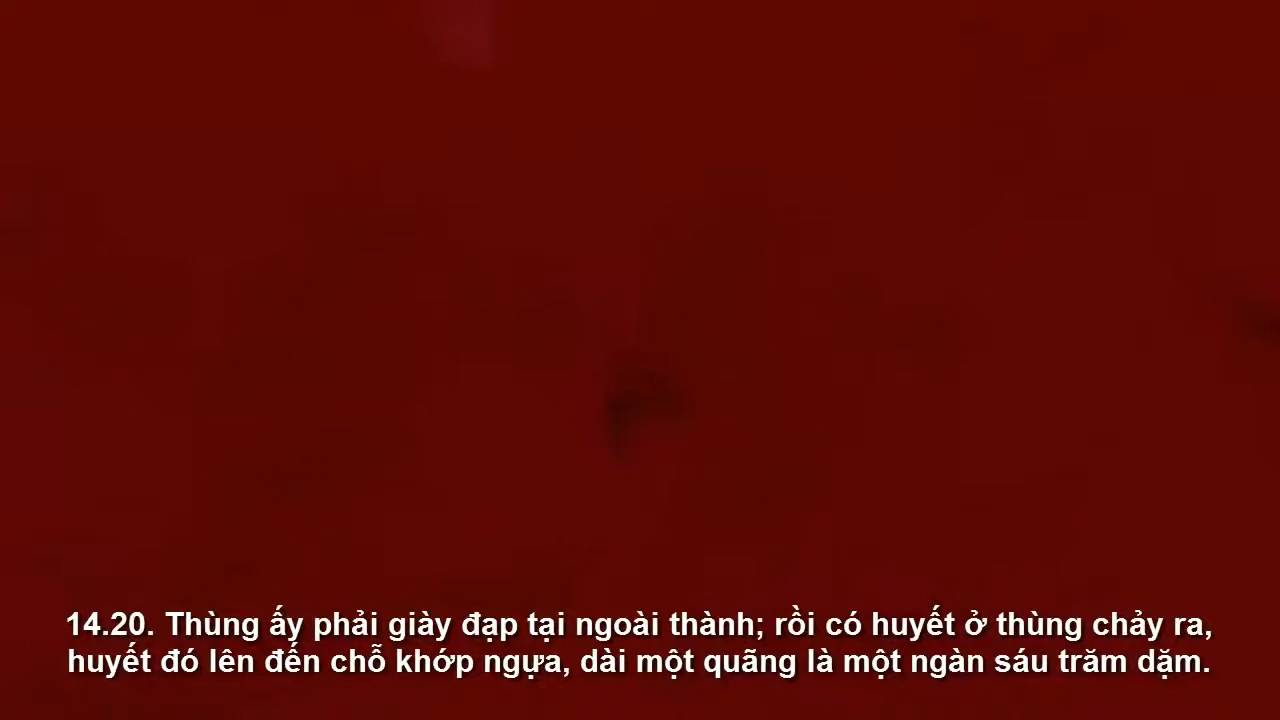 14.20. Thùng ấy phải giày đạp tại ngoài thành; rồi có huyết ở thùng chảy ra,
huyết đó lên đến chỗ khớp ngựa, dài một quãng là một ngàn sáu trăm dặm.